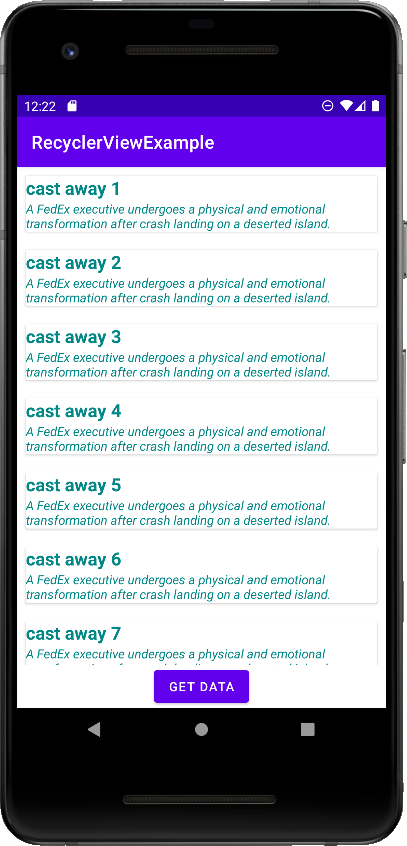 12:22
RecyclerViewExample
cast away 1
A FedEx executive undergoes a physical and emotional
transformation after crash landing on a deserted island.
cast away 2
A FedEx executive undergoes a physical and emotional
transformation after crash landing on a deserted island.
cast away 3
A FedEx executive undergoes a physical and emotional
transformation after crash landing on a deserted island.
cast away 4
A FedEx executive undergoes a physical and emotional
transformation after crash landing on a deserted island.
cast away 5
A FedEx executive undergoes a physical and emotional
transformation after crash landing on a deserted island.
cast away 6
A FedEx executive undergoes a physical and emotional
transformation after crash landing on a deserted island.
cast away 7
A FedEx executive undergoes a physical and emotional
GET DATA